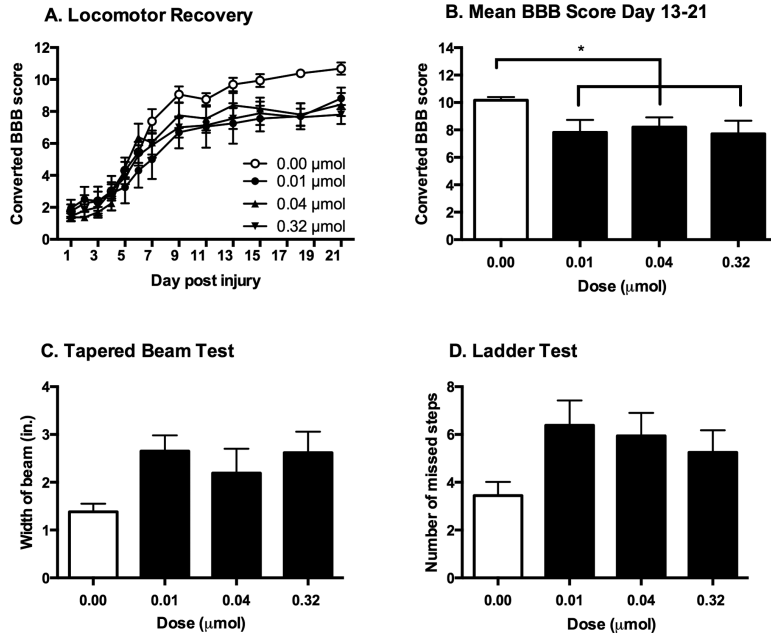 A. Locomotor Recovery
Converted BBB score
12
10
8
6
4
2
0
0.00 µmol
0.01 µmol
0.04 µmol
0.32 µmol
1 3 5 7 9 11 13 15 17 19 21
Day post injury
B. Mean BBB Score Day 13-21
Converted BBB score
14
12
10
8
6
4
2
0
*
0.00 0.01 0.04 0.32
Dose (µmol)
C. Tapered Beam Test
Width of beam (in.)
4
3
2
1
0
0.00 0.01 0.04 0.32
Dose (µmol)
D. Ladder Test
Number of missed steps
8
6
4
2
0
0.00 0.01 0.04 0.32
Dose (µmol)